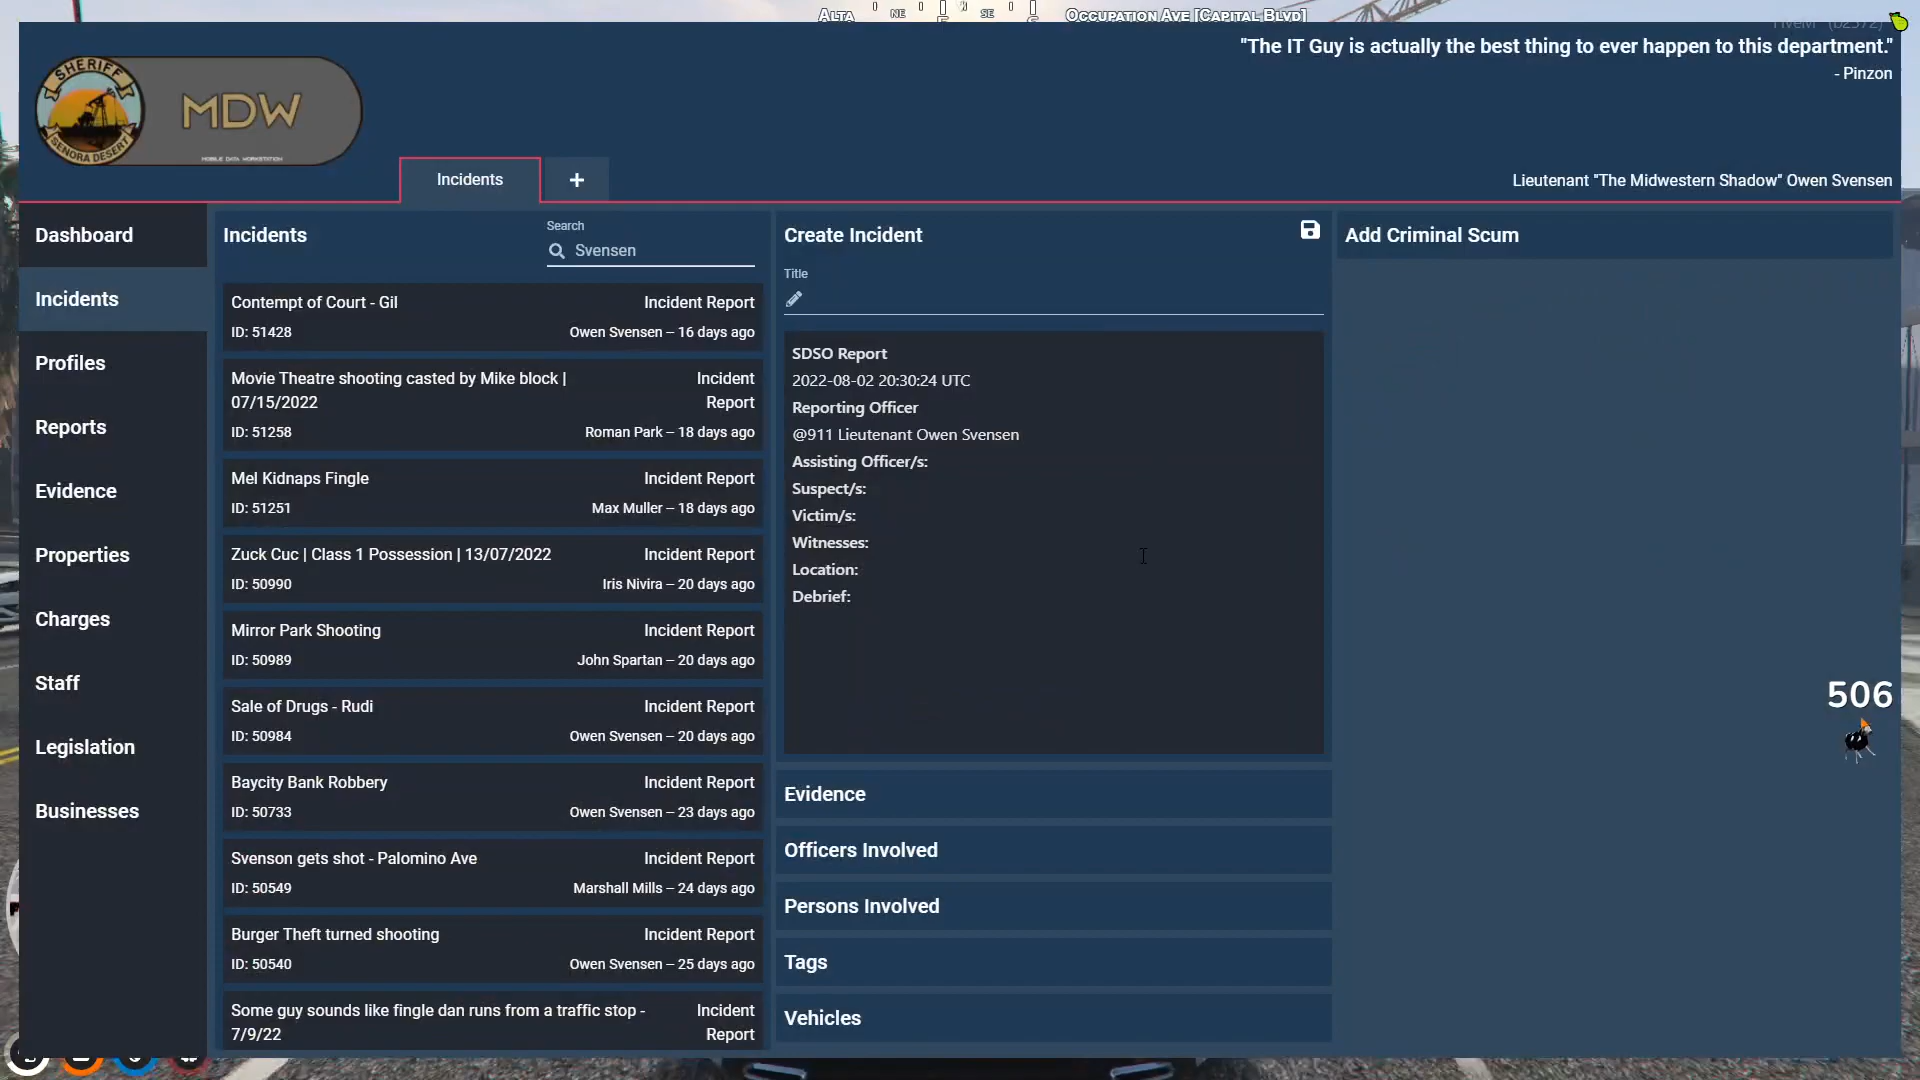 ALTA
NE
SE
OCCUPATION AVE [CAPITAL BLVD]
"The IT Guy is actually the best thing to ever happen to this department."
- Pinzon
SHERIFF
SENORA DESERT
MDW
MOBILE DATA WORKSTATION
Incidents
+
Lieutenant "The Midwestern Shadow" Owen Svensen
Dashboard
Incidents
Profiles
Reports
Evidence
Properties
Charges
Staff
Legislation
Businesses
Incidents
Search
Svensen
Contempt of Court - Gil
Incident Report
ID: 51428
Owen Svensen – 16 days ago
Movie Theatre shooting casted by Mike block |
07/15/2022
Incident
Report
ID: 51258
Roman Park – 18 days ago
Mel Kidnaps Fingle
Incident Report
ID: 51251
Max Muller – 18 days ago
Zuck Cuc | Class 1 Possession | 13/07/2022
Incident Report
ID: 50990
Iris Nivira – 20 days ago
Mirror Park Shooting
Incident Report
ID: 50989
John Spartan – 20 days ago
Sale of Drugs - Rudi
Incident Report
ID: 50984
Owen Svensen – 20 days ago
Baycity Bank Robbery
Incident Report
ID: 50733
Owen Svensen – 23 days ago
Svenson gets shot - Palomino Ave
Incident Report
ID: 50549
Marshall Mills – 24 days ago
Burger Theft turned shooting
Incident Report
ID: 50540
Owen Svensen – 25 days ago
Some guy sounds like fingle dan runs from a traffic stop -
7/9/22
Incident
Report
Create Incident
Title
SDSO Report
2022-08-02 20:30:24 UTC
Reporting Officer
@911 Lieutenant Owen Svensen
Assisting Officer/s:
Suspect/s:
Victim/s:
Witnesses:
Location:
Debrief:
Evidence
Officers Involved
Persons Involved
Tags
Vehicles
Add Criminal Scum
506